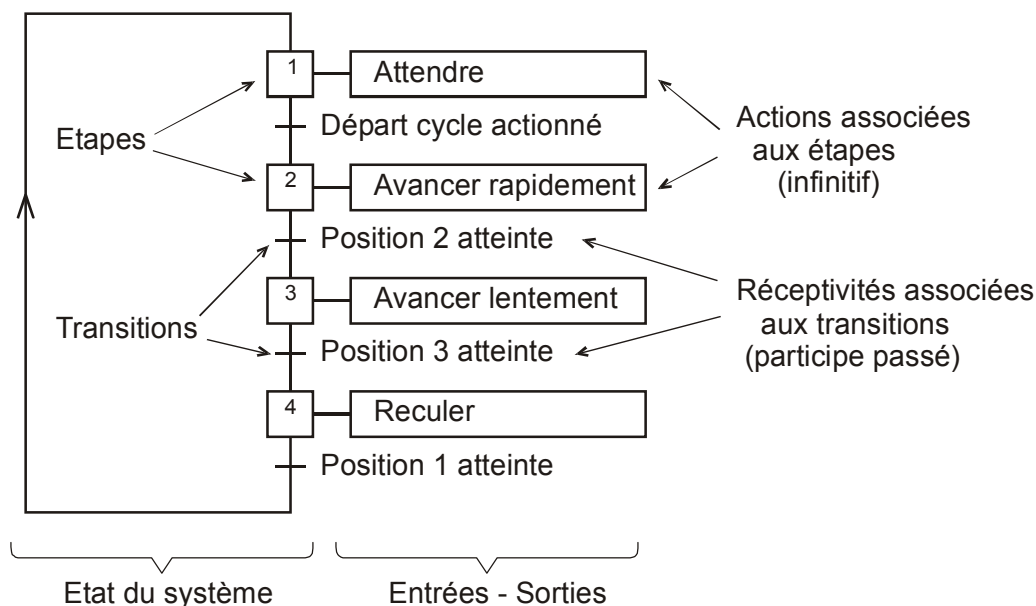 1 Attendre
Départ cycle actionné
Etapes
Actions associées
aux étapes
(infinitif)
2 Avancer rapidement
Position 2 atteinte
3 Avancer lentement
Transitions
Réceptivités associées
aux transitions
(participe passé)
Position 3 atteinte
4 Reculer
Position 1 atteinte
Etat du système
Entrées - Sorties